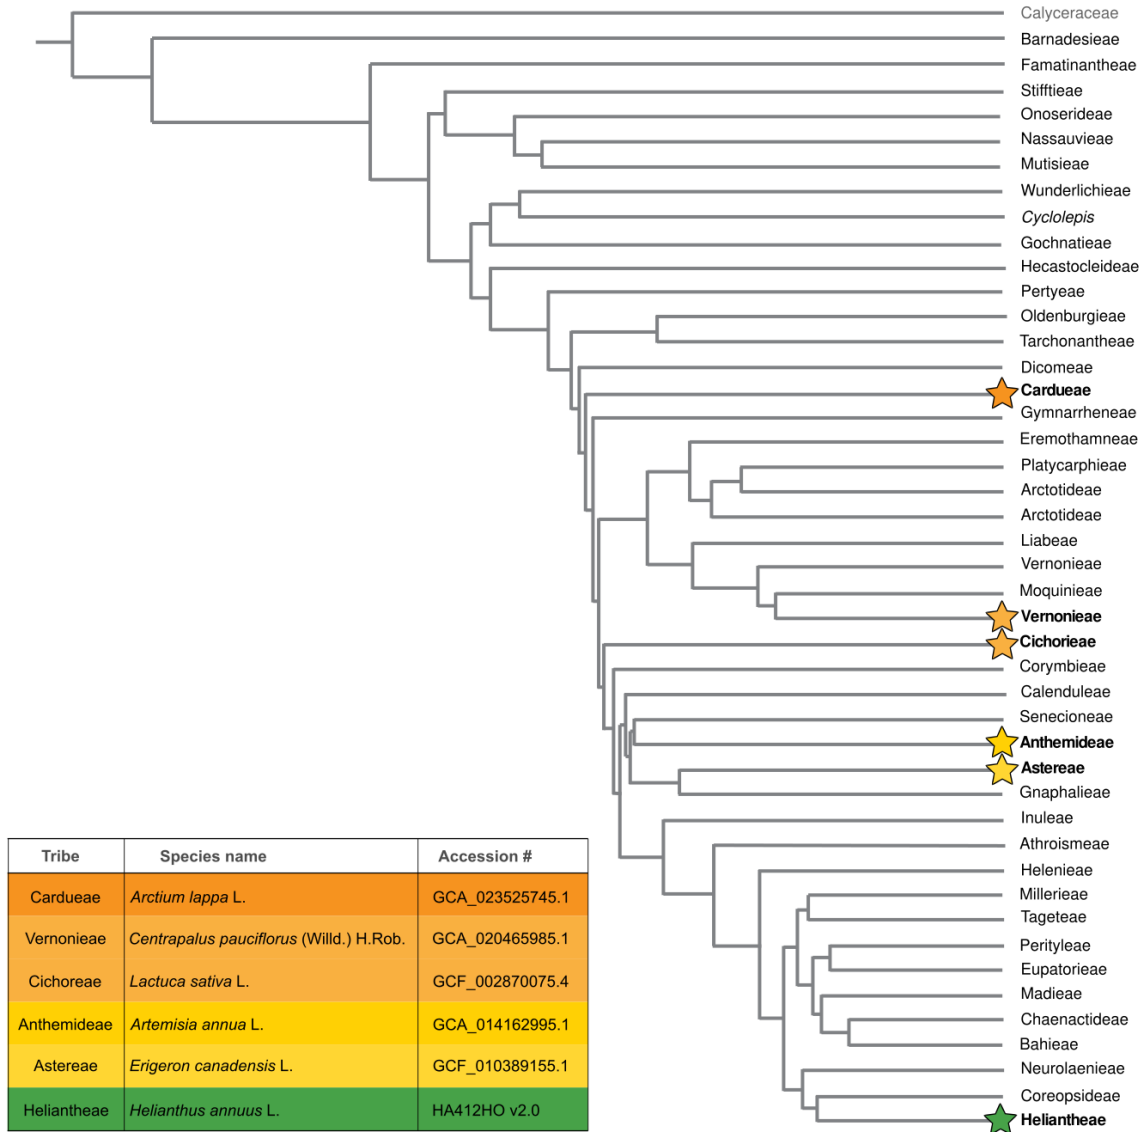 Calyceraceae
Barnadesieae
Famatinantheae
Stifftieae
Onoserideae
Nassauvieae
Mutisieae
Wunderlichieae
Cyclolepis
Gochnatieae
Hecastocleideae
Pertyeae
Oldenburgieae
Tarchonantheae
Dicomeae
Cardueae
Gymnarrheneae
Eremothamneae
Platycarphieae
Arctotideae
Arctotideae
Liabeae
Vernonieae
Moquinieae
Vernonieae
Cichorieae
Corymbieae
Calenduleae
Senecioneae
Anthemideae
Astereae
Gnaphalieae
Inuleae
Athroismeae
Helenieae
Millerieae
Tageteae
Perityleae
Eupatorieae
Madieae
Chaenactideae
Bahieae
Neurolaenieae
Coreopsideae
Heliantheae
Tribe Species name Accession #
Cardueae Arctium lappa L. GCA_023525745.1
Vernonieae Centrapalus pauciflorus (Willd.) H.Rob. GCA_020465985.1
Cichoreae Lactuca sativa L. GCF_002870075.4
Anthemideae Artemisia annua L. GCA_014162995.1
Astereae Erigeron canadensis L. GCF_010389155.1
Heliantheae Helianthus annuus L. HA412HO v2.0